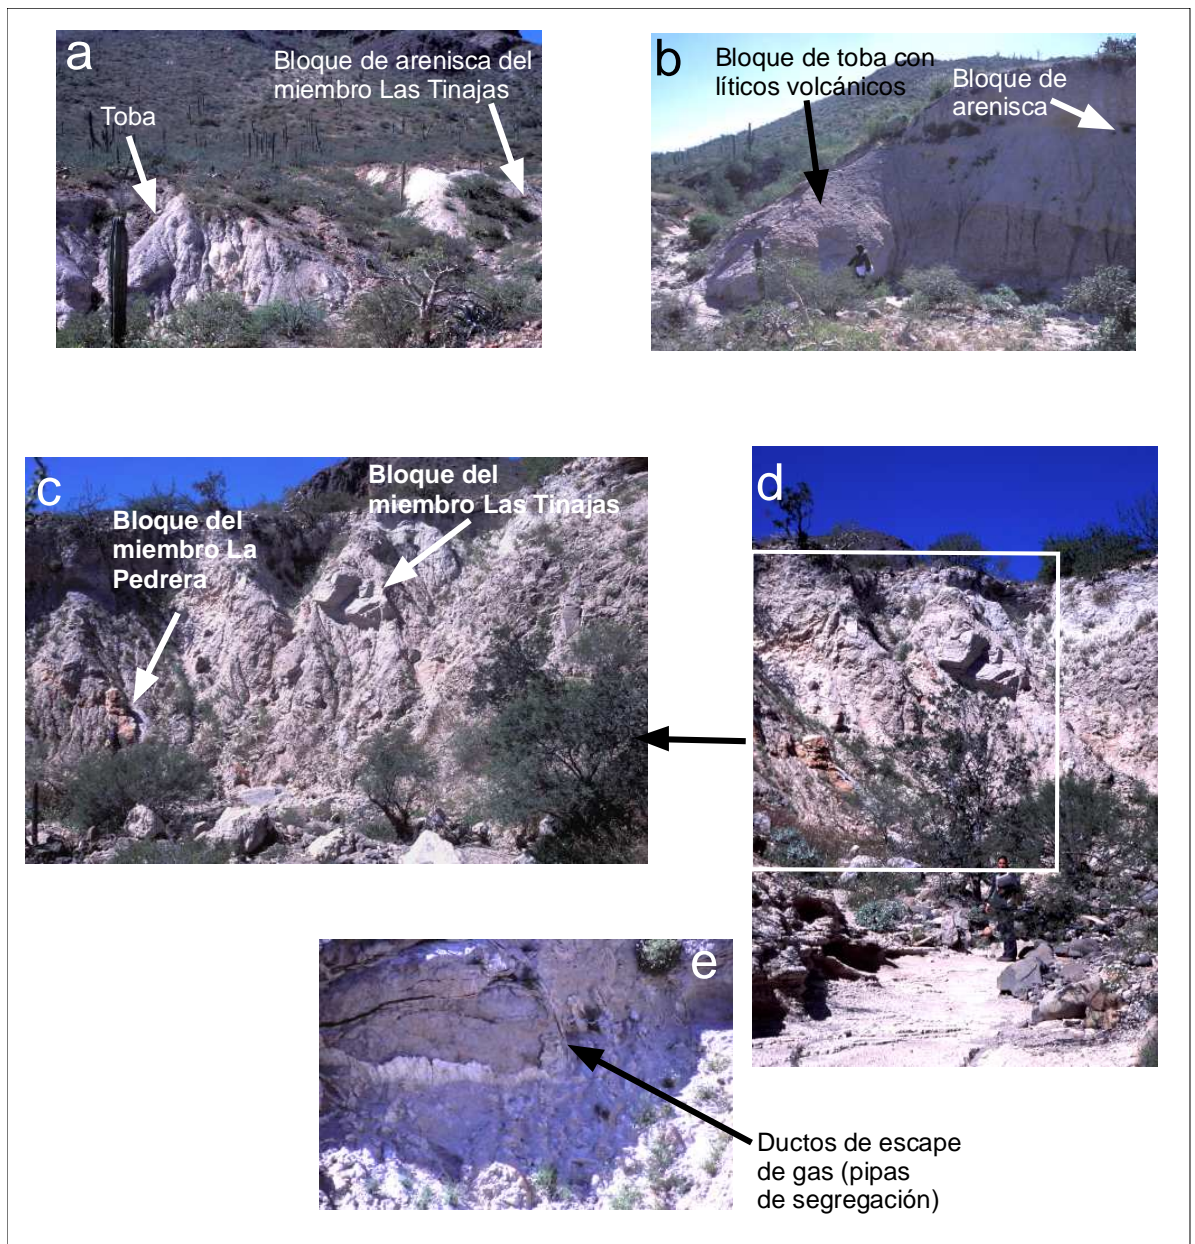 a
Bloque de arenisca del
miembro Las Tinajas
Toba
b
Bloque de toba con
líticos volcánicos
Bloque de
arenisca
c
Bloque del
miembro Las Tinajas
Bloque del
miembro La
Pedrera
d
e
Ductos de escape
de gas (pipas
de segregación)